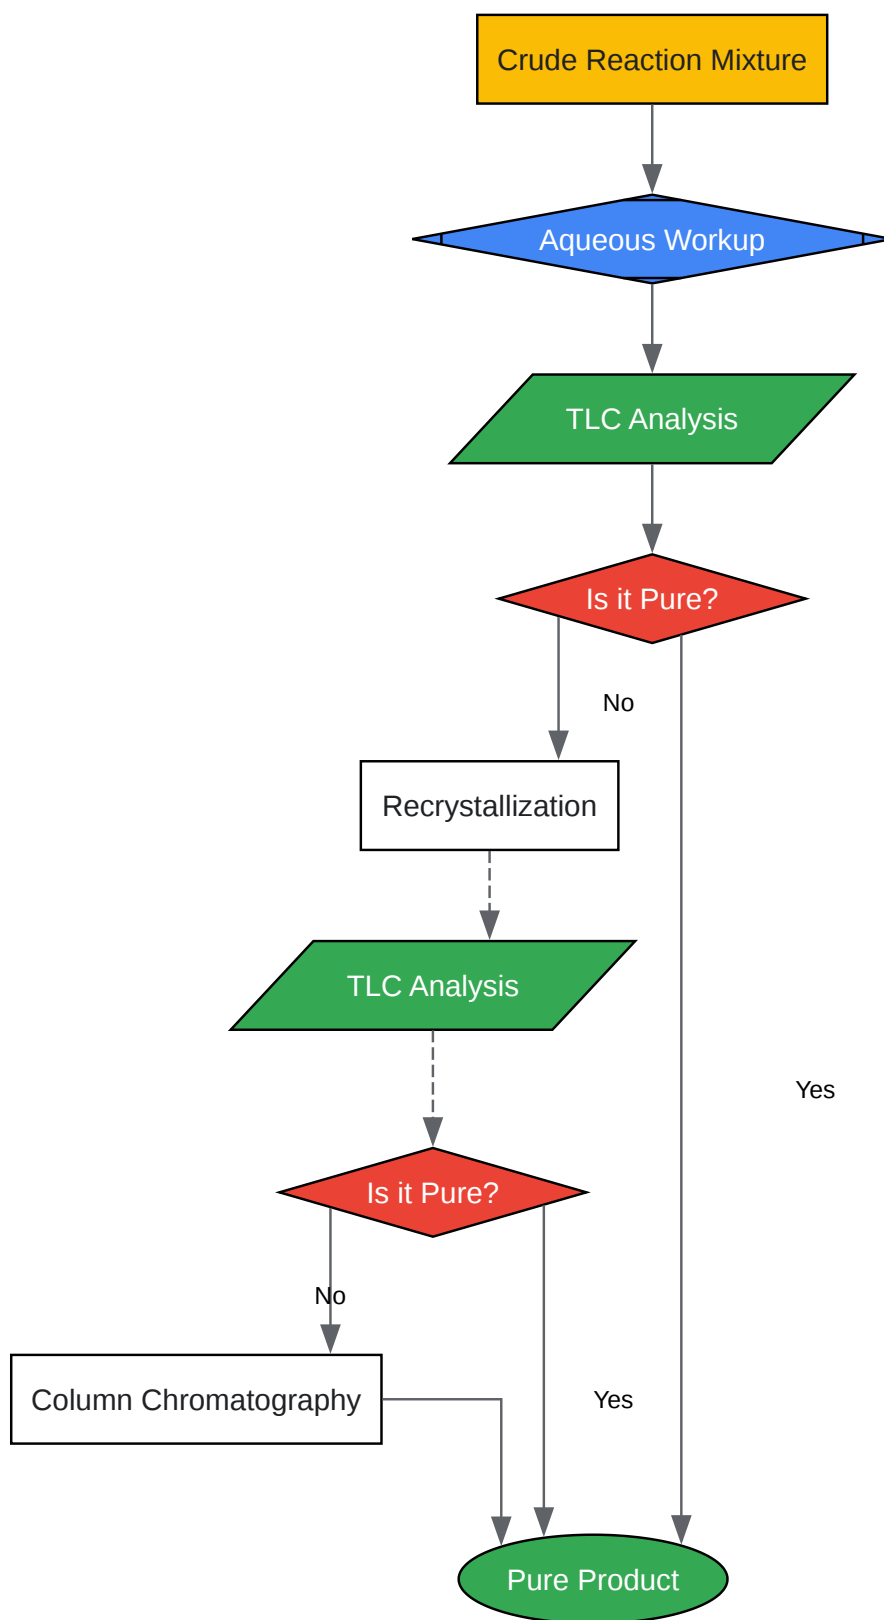 Crude Reaction Mixture
Aqueous Workup
TLC Analysis
Is it Pure?
No
Recrystallization
TLC Analysis
Yes
Is it Pure?
No
Column Chromatography
Yes
Pure Product